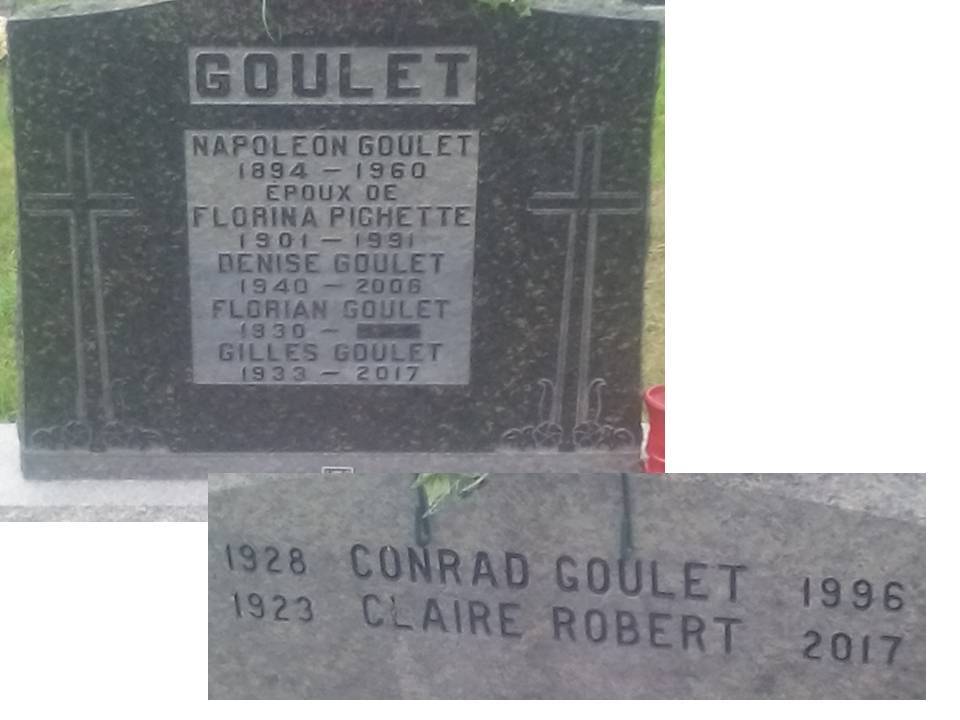 GOULET
NAPOLEON GOULET
1894 – 1960
ÉPOUX DE
FLORINA PICHETTE
1901 – 1991
DENISE GOULET
1940 – 2006
FLORIAN GOULET
1930 –
GILLES GOULET
1933 – 2017
1928 CONRAD GOULET 1996
1923 CLAIRE ROBERT 2017